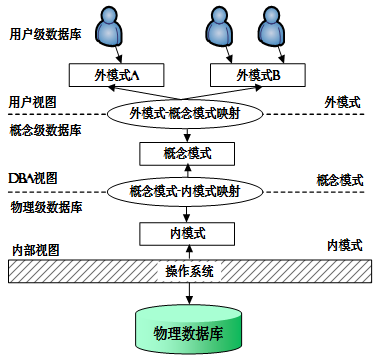 用户级数据库
外模式A
外模式B
用户视图
外模式-概念模式映射
外模式
概念级数据库
概念模式
DBA视图
概念模式-内模式映射
概念模式
物理级数据库
内模式
内部视图
内模式
操作系统
物理数据库